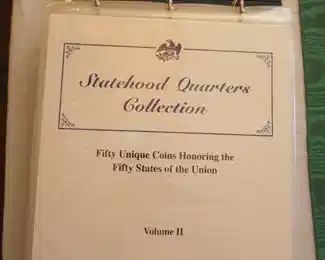 Statehood Quarters
Collection
Fifty Unique Coins Honoring the
Fifty States of the Union
Volume II